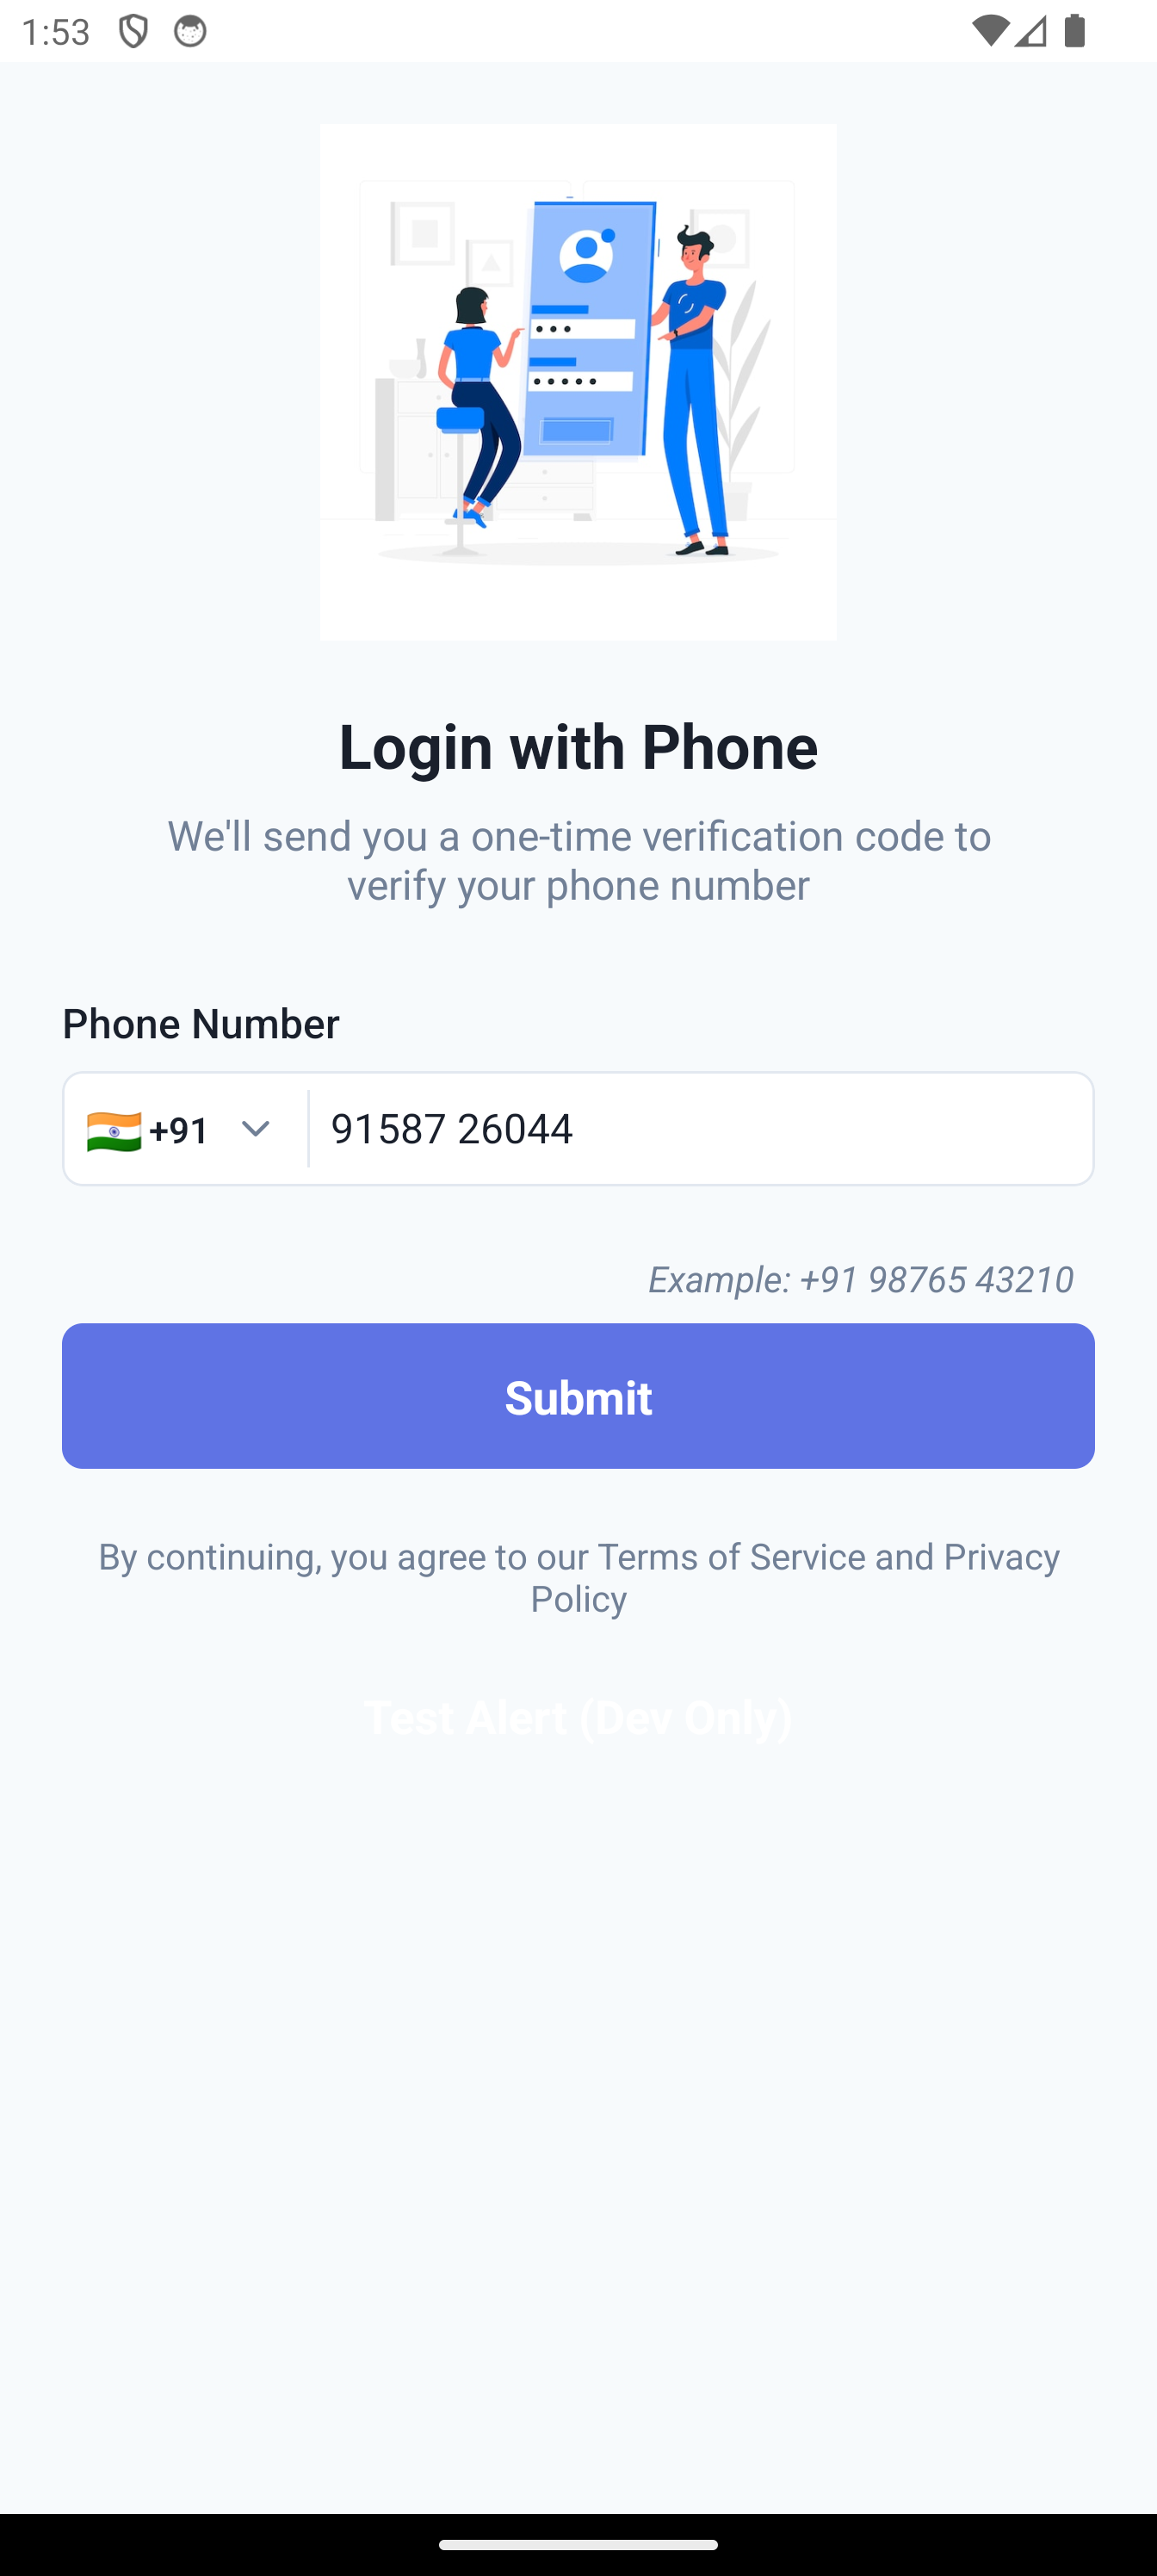 1:53
Login with Phone
We'll send you a one-time verification code to
verify your phone number
Phone Number
+91 91587 26044
Example: +91 98765 43210
Submit
By continuing, you agree to our Terms of Service and Privacy
Policy
Test Alert (Dev Only)